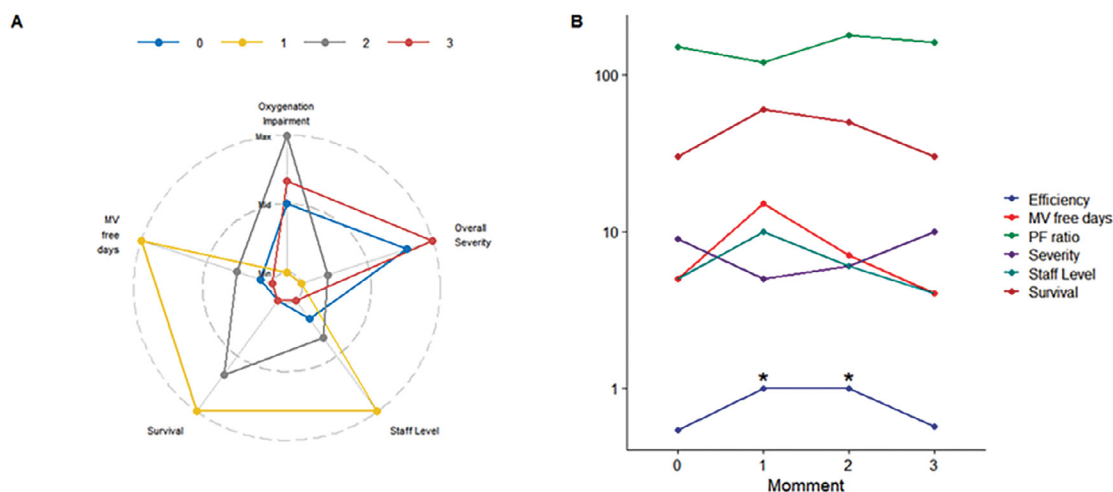 A
0 1 2 3
Oxygenation
Impairment
Max
Mid
Min
MV
free
days
Overall
Severity
Survival
Staff Level
B
100
10
1
* *
0 1 2 3
Momment
Efficiency
MV free days
PF ratio
Severity
Staff Level
Survival